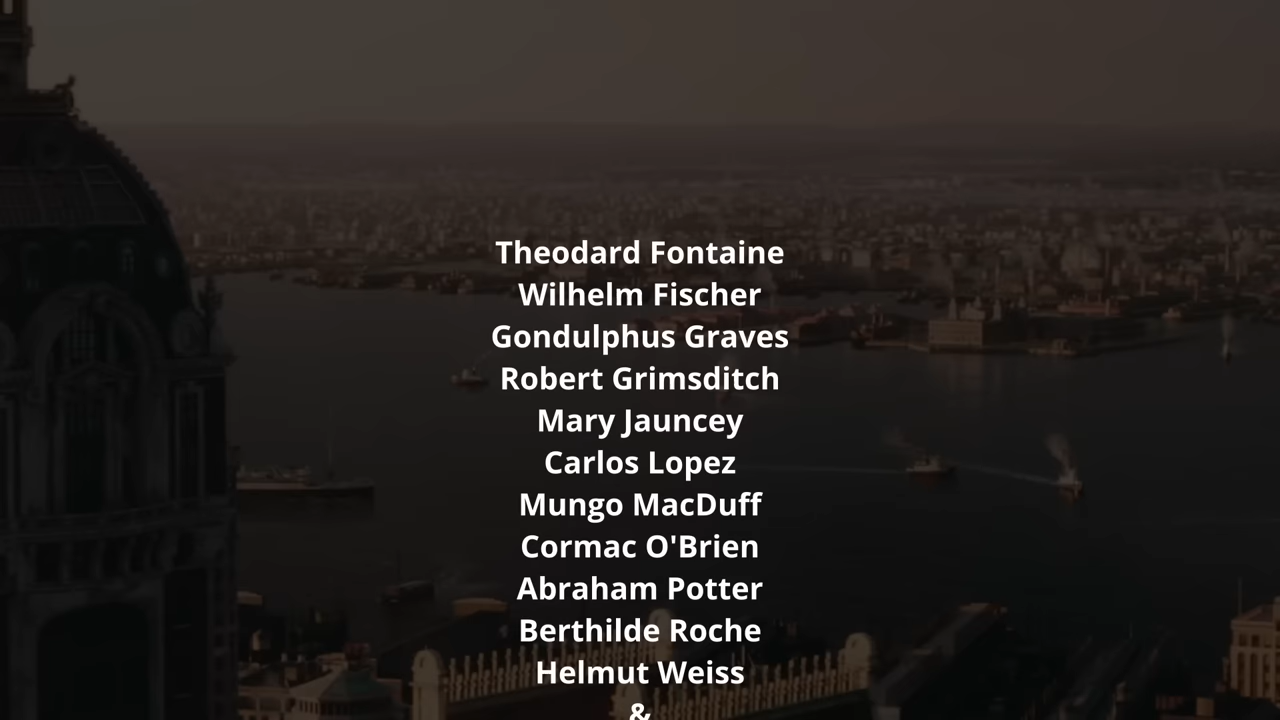 Theodard Fontaine
Wilhelm Fischer
Gondulphus Graves
Robert Grimsditch
Mary Jauncey
Carlos Lopez
Mungo MacDuff
Cormac O'Brien
Abraham Potter
Berthilde Roche
Helmut Weiss
&